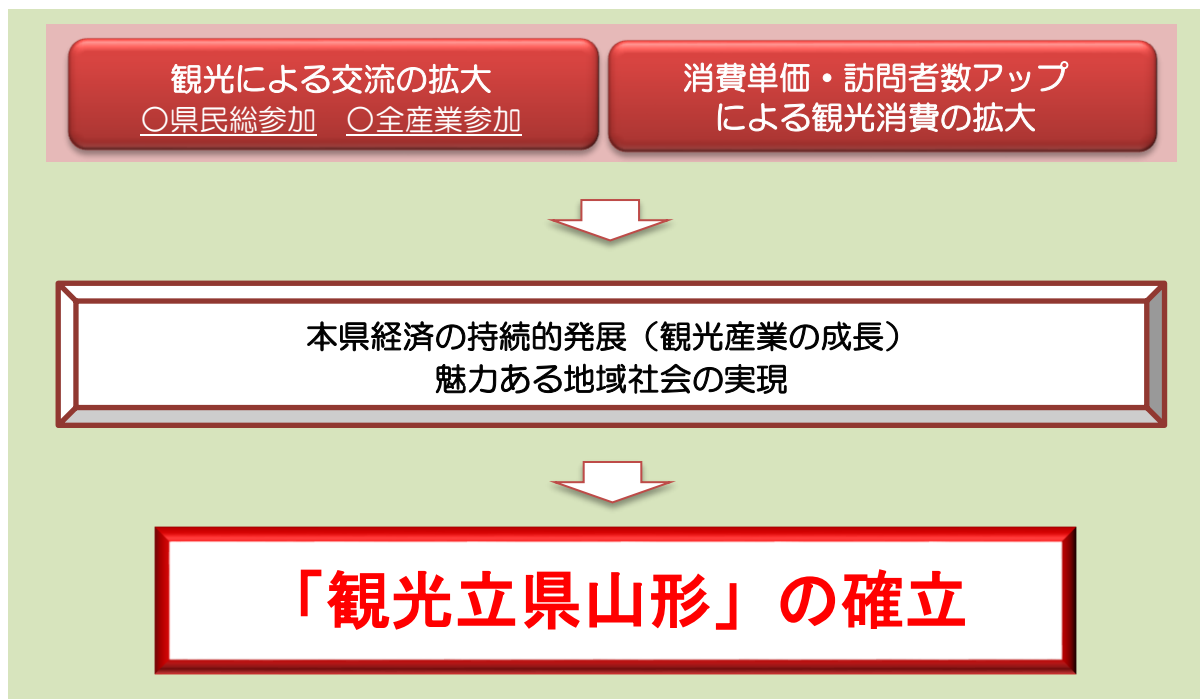 観光による交流の拡大
〇県民総参加　〇全産業参加
消費単価・訪問者数アップ
による観光消費の拡大
本県経済の持続的発展（観光産業の成長）
魅力ある地域社会の実現
「観光立県山形」の確立